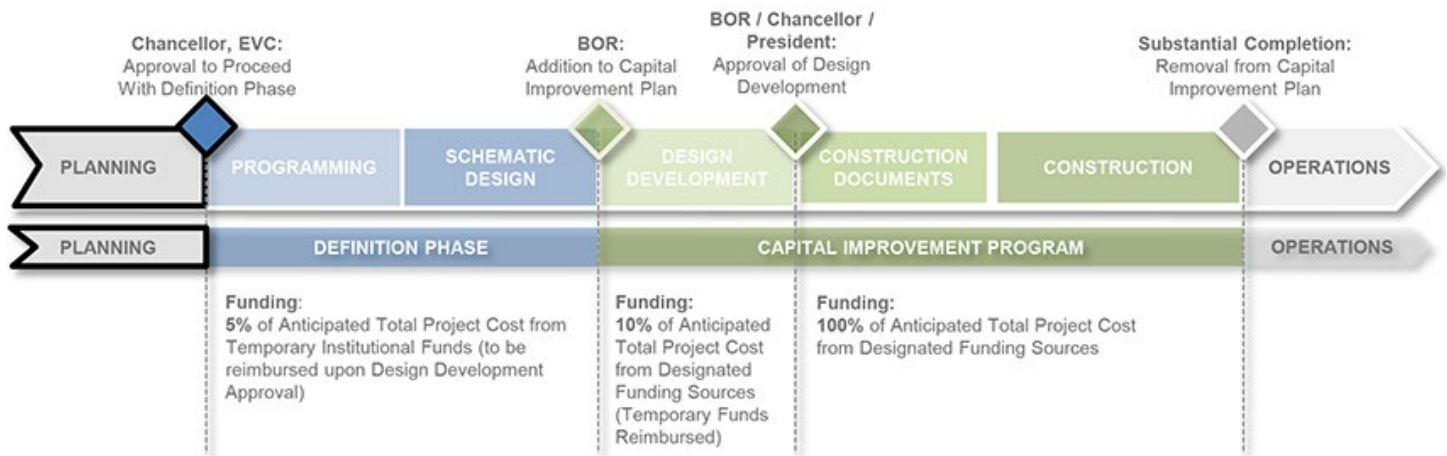 Chancellor, EVC:
Approval to Proceed
With Definition Phase
BOR:
Addition to Capital
Improvement Plan
BOR / Chancellor /
President:
Approval of Design
Development
Substantial Completion:
Removal from Capital
Improvement Plan
PLANNING
PROGRAMMING
SCHEMATIC
DESIGN
DESIGN
DEVELOPMENT
CONSTRUCTION
DOCUMENTS
CONSTRUCTION
OPERATIONS
PLANNING
DEFINITION PHASE
CAPITAL IMPROVEMENT PROGRAM
OPERATIONS
Funding:
5% of Anticipated Total Project Cost from
Temporary Institutional Funds (to be
reimbursed upon Design Development
Approval)
Funding:
10% of Anticipated
Total Project Cost
from Designated
Funding Sources
(Temporary Funds
Reimbursed)
Funding:
100% of Anticipated Total Project Cost
from Designated Funding Sources